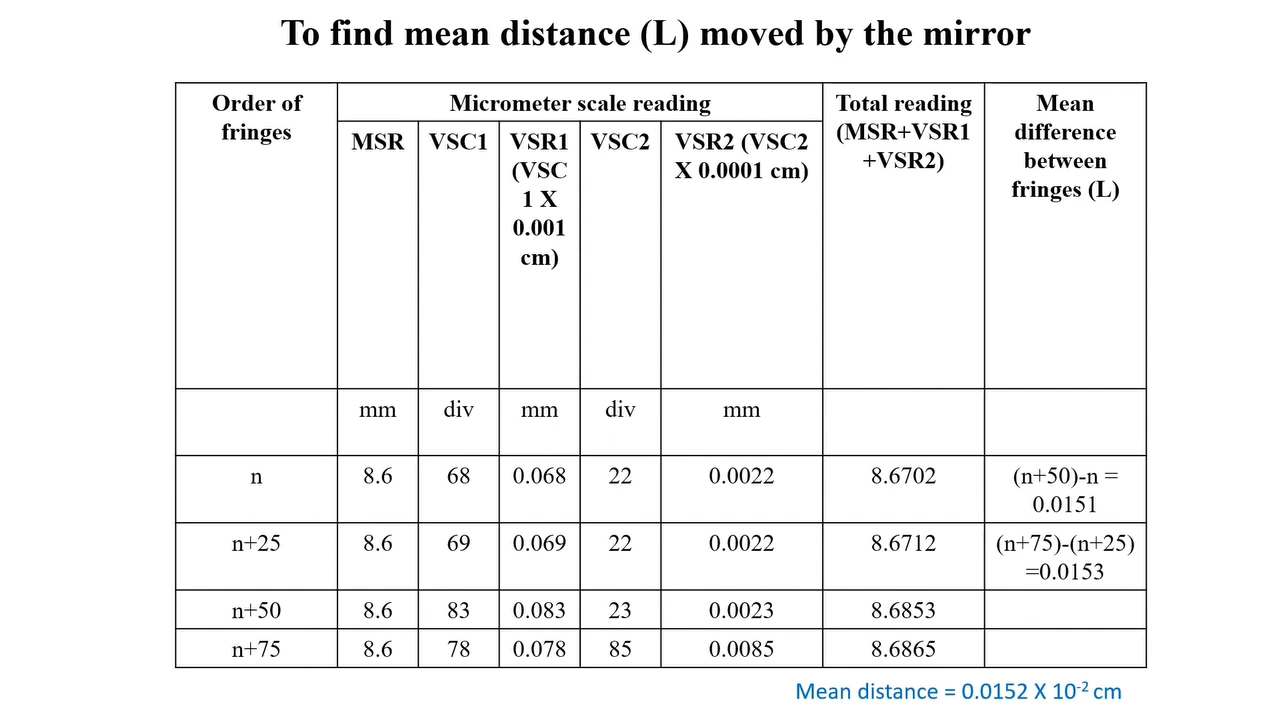 To find mean distance (L) moved by the mirror
Order of
fringes
Micrometer scale reading
Total reading
(MSR+VSR1
+VSR2)
Mean
difference
between
fringes (L)
MSR
VSC1
VSR1
(VSC
1 X
0.001
cm)
VSC2
VSR2 (VSC2
X 0.0001 cm)
mm div mm div mm
n 8.6 68 0.068 22 0.0022 8.6702 (n+50)-n =
0.0151
n+25 8.6 69 0.069 22 0.0022 8.6712 (n+75)-(n+25)
=0.0153
n+50 8.6 83 0.083 23 0.0023 8.6853
n+75 8.6 78 0.078 85 0.0085 8.6865
Mean distance = 0.0152 X 10⁻² cm